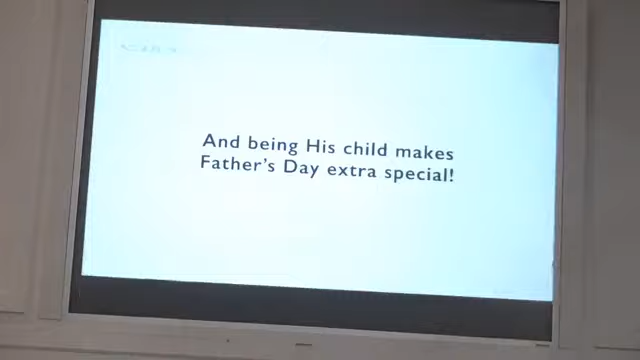 And being His child makes
Father's Day extra special!